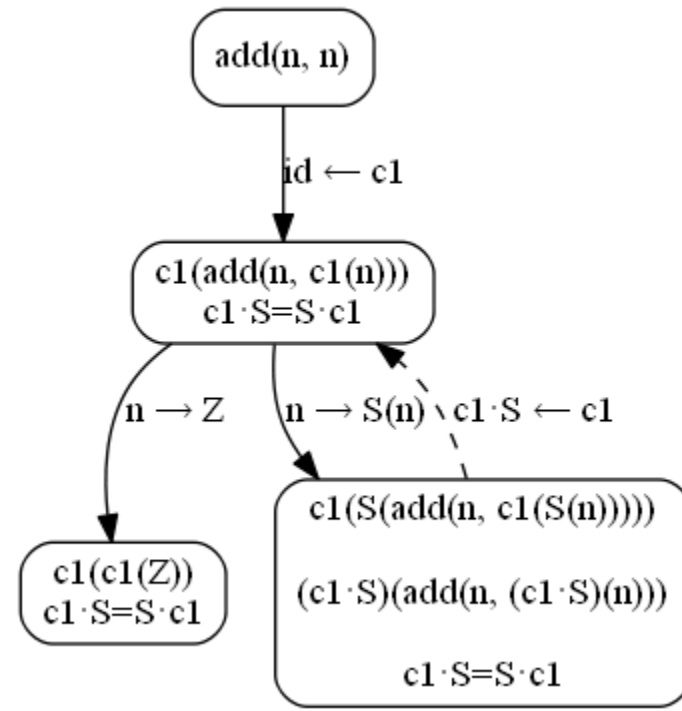 add(n, n)
id ← c1
c1(add(n, c1(n)))
c1·S=S·c1
n → Z
n → S(n)
c1·S ← c1
c1(c1(Z))
c1·S=S·c1
c1(S(add(n, c1(S(n)))))
(c1·S)(add(n, (c1·S)(n)))
c1·S=S·c1